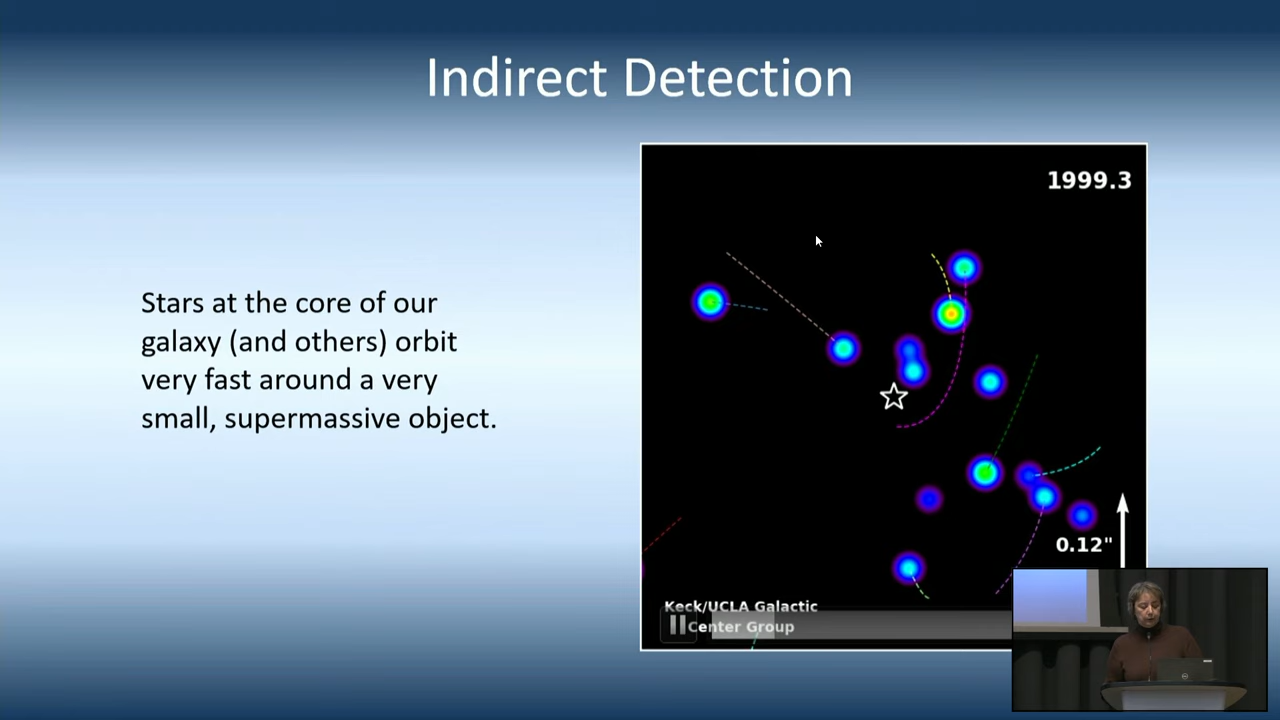 Indirect Detection
1999.3
Stars at the core of our
galaxy (and others) orbit
very fast around a very
small, supermassive object.
0.12"
Keck/UCLA Galactic
Center Group